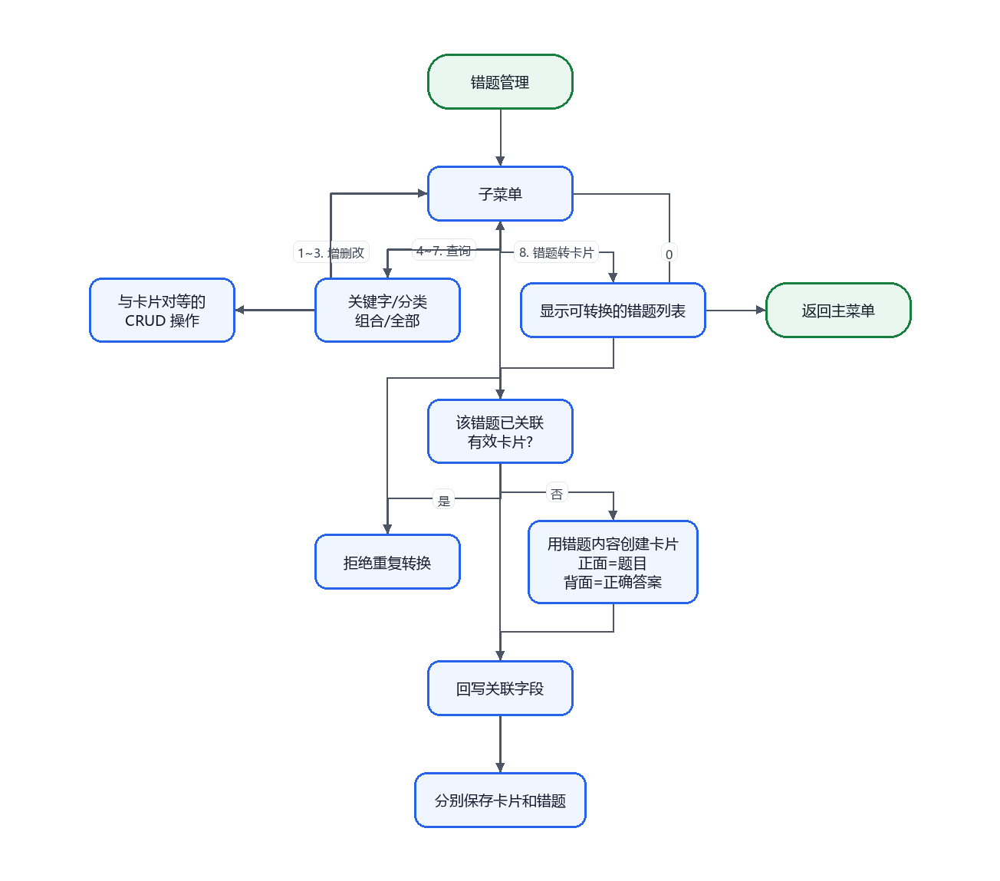 错题管理
子菜单
1~3. 增删改
4~7. 查询
8. 错题转卡片
0
与卡片对等的
CRUD 操作
关键字/分类
组合/全部
显示可转换的错题列表
返回主菜单
该错题已关联
有效卡片?
是
否
拒绝重复转换
用错题内容创建卡片
正面=题目
背面=正确答案
回写关联字段
分别保存卡片和错题